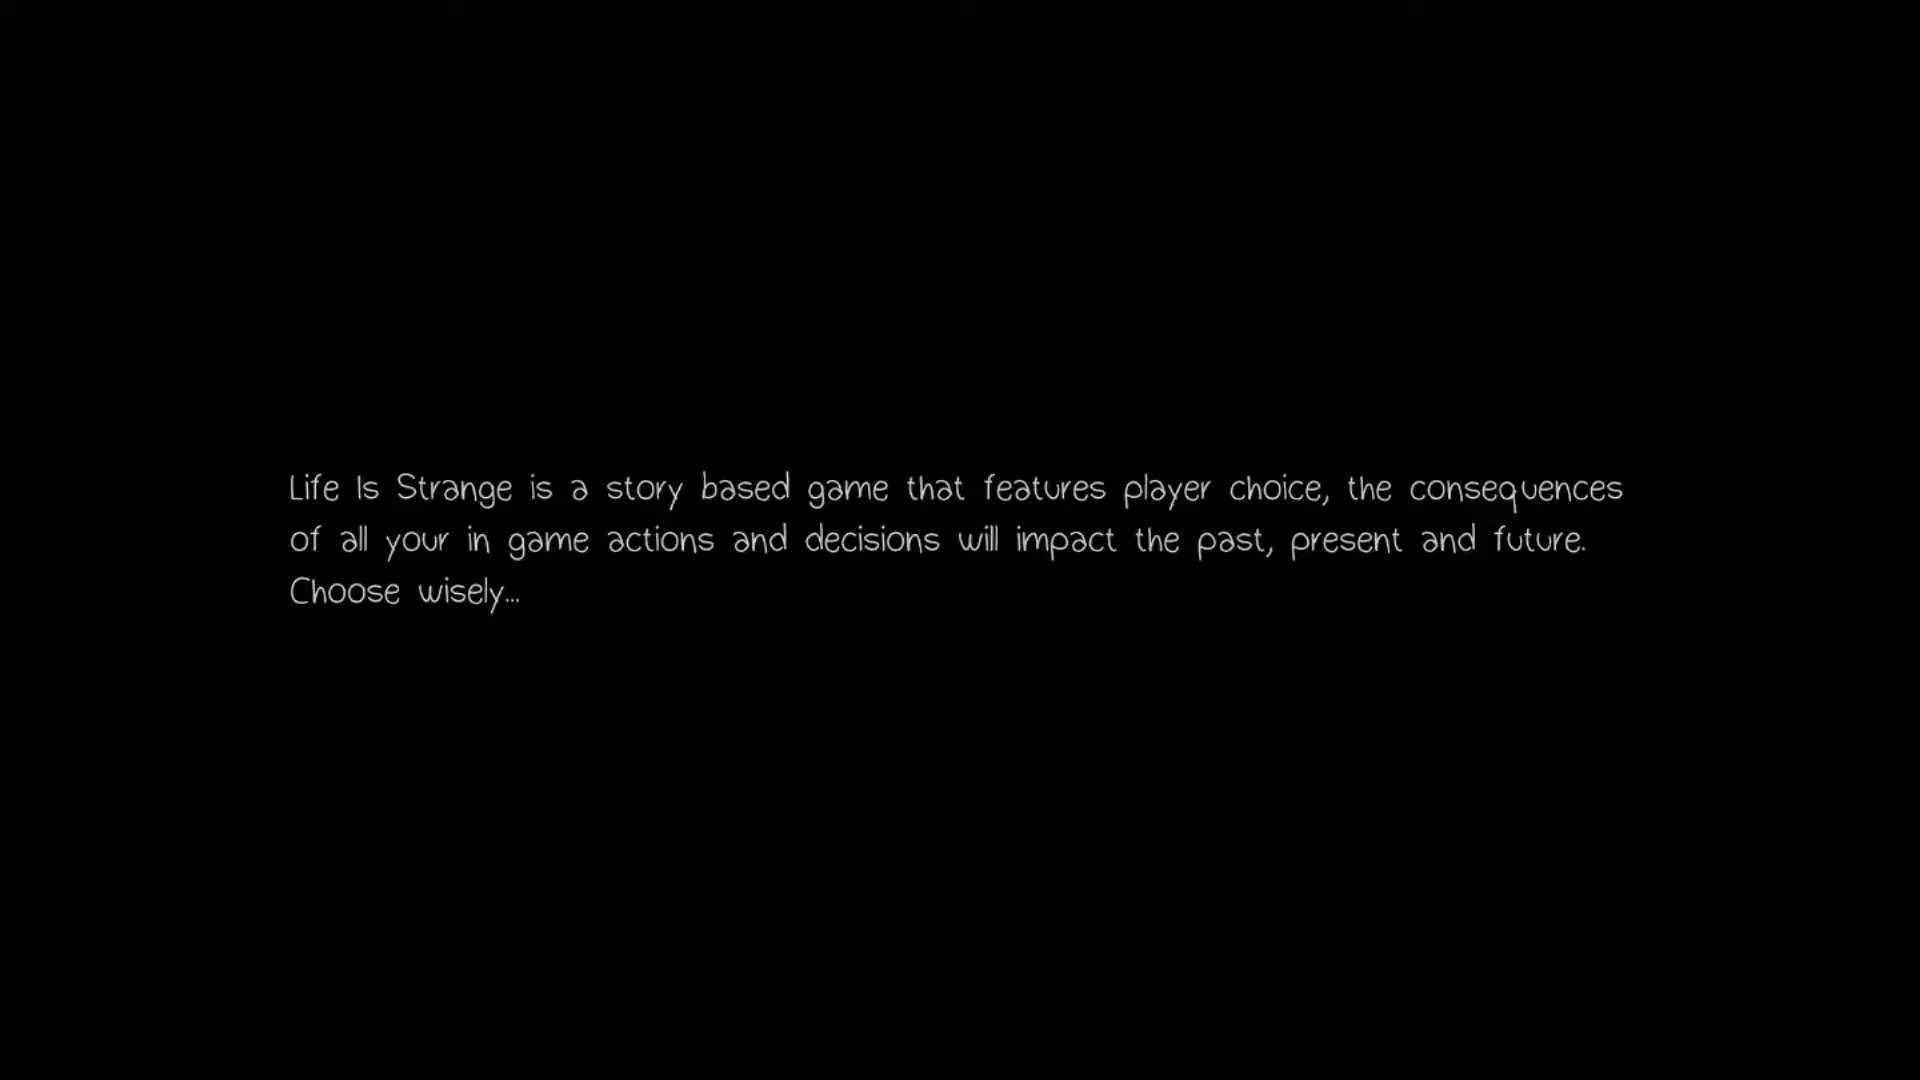 Life Is Strange is a story based game that features player choice, the consequences
of all your in game actions and decisions will impact the past, present and future.
Choose wisely...